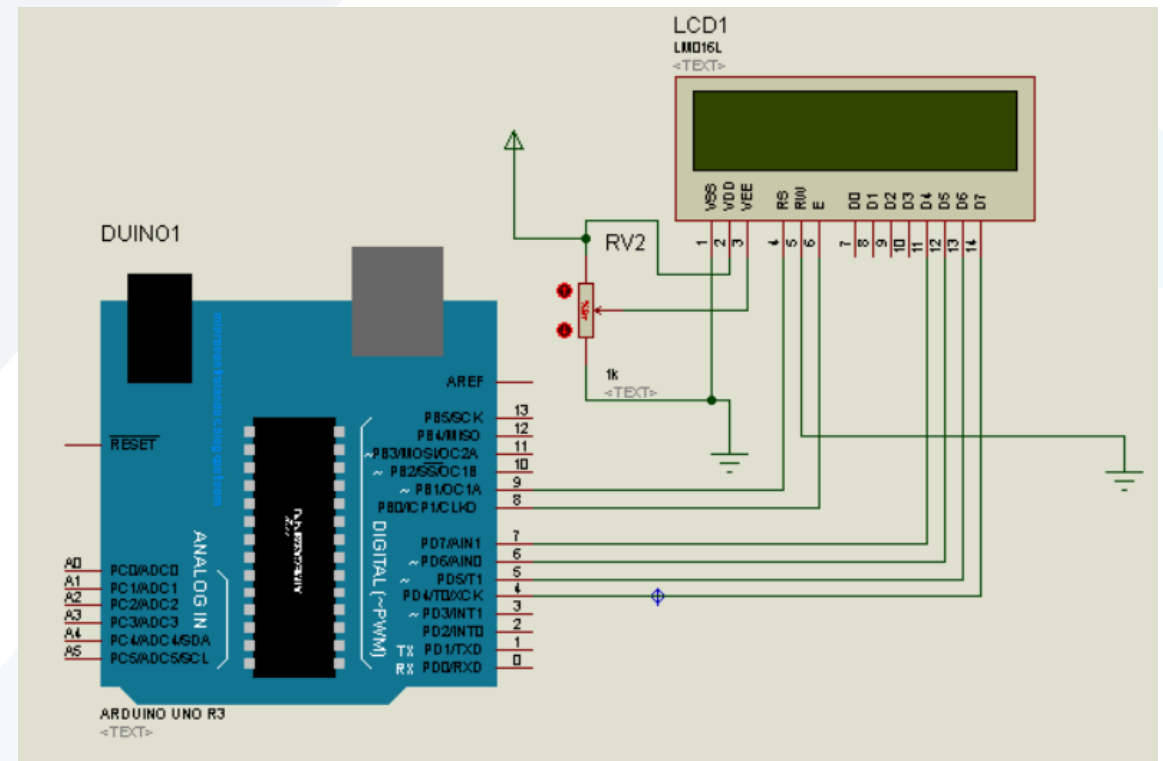 LCD1
LM016L
<TEXT>
VSS
VDD
VEE
RS
RW
E
D0
D1
D2
D3
D4
D5
D6
D7
1
2
3
4
5
6
7
8
9
10
11
12
13
14
RV2
1k
<TEXT>
DUINO1
AREF
RESET
PB5/SCK 13
PB4/MISO 12
~PB3/MOSI/OC2A 11
~ PB2/SS/OC1B 10
~ PB1/OC1A 9
PB0/ICP1/CLKO 8
PD7/AIN1 7
~ PD6/AIN0 6
~ PD5/T1 5
PD4/T0/XCK 4
~ PD3/INT1 3
PD2/INT0 2
TX PD1/TXD 1
RX PD0/RXD 0
DIGITAL (~PWM)
ANALOG IN
A0 PC0/ADC0
A1 PC1/ADC1
A2 PC2/ADC2
A3 PC3/ADC3
A4 PC4/ADC4/SDA
A5 PC5/ADC5/SCL
ARDUINO UNO R3
<TEXT>